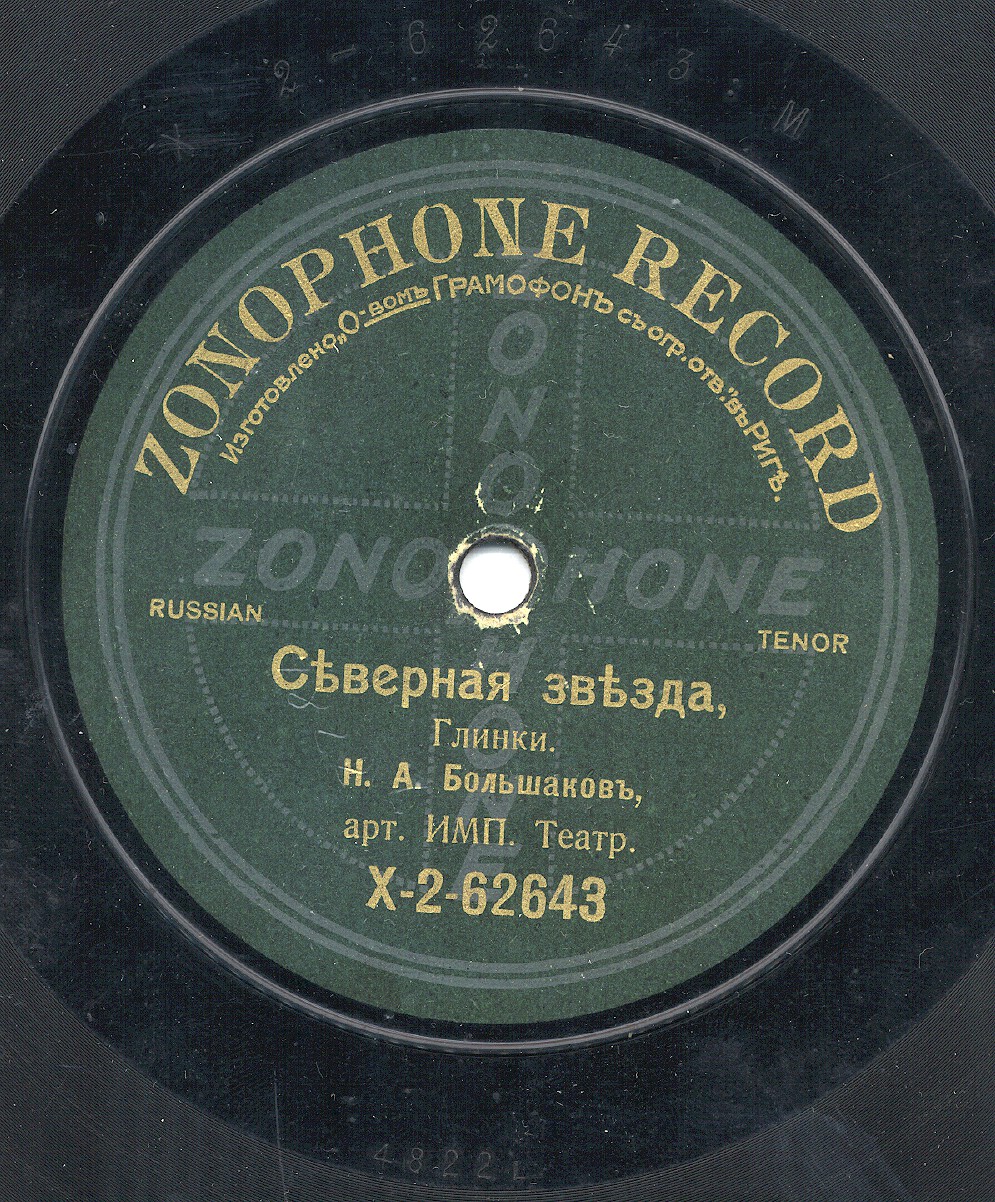 2-62643 M
ZONOPHONE RECORD
Изготовлено „О-вомъ ГРАМОФОНЪ съ огр. отв." въ Ригѣ.
ZONOPHONE
ZONOPHONE
RUSSIAN
TENOR
Сѣверная звѣзда,
Глинки.
Н. А. Большаковъ,
арт. ИМП. Театр.
X-2-62643
4822L